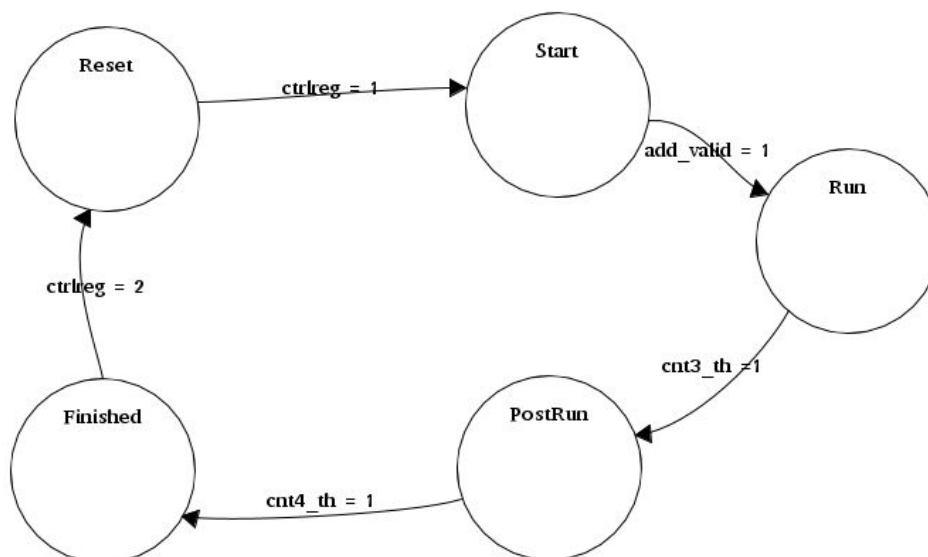 Reset
ctrlreg = 1
Start
add_valid = 1
Run
cnt3_th =1
PostRun
cnt4_th = 1
Finished
ctrlreg = 2